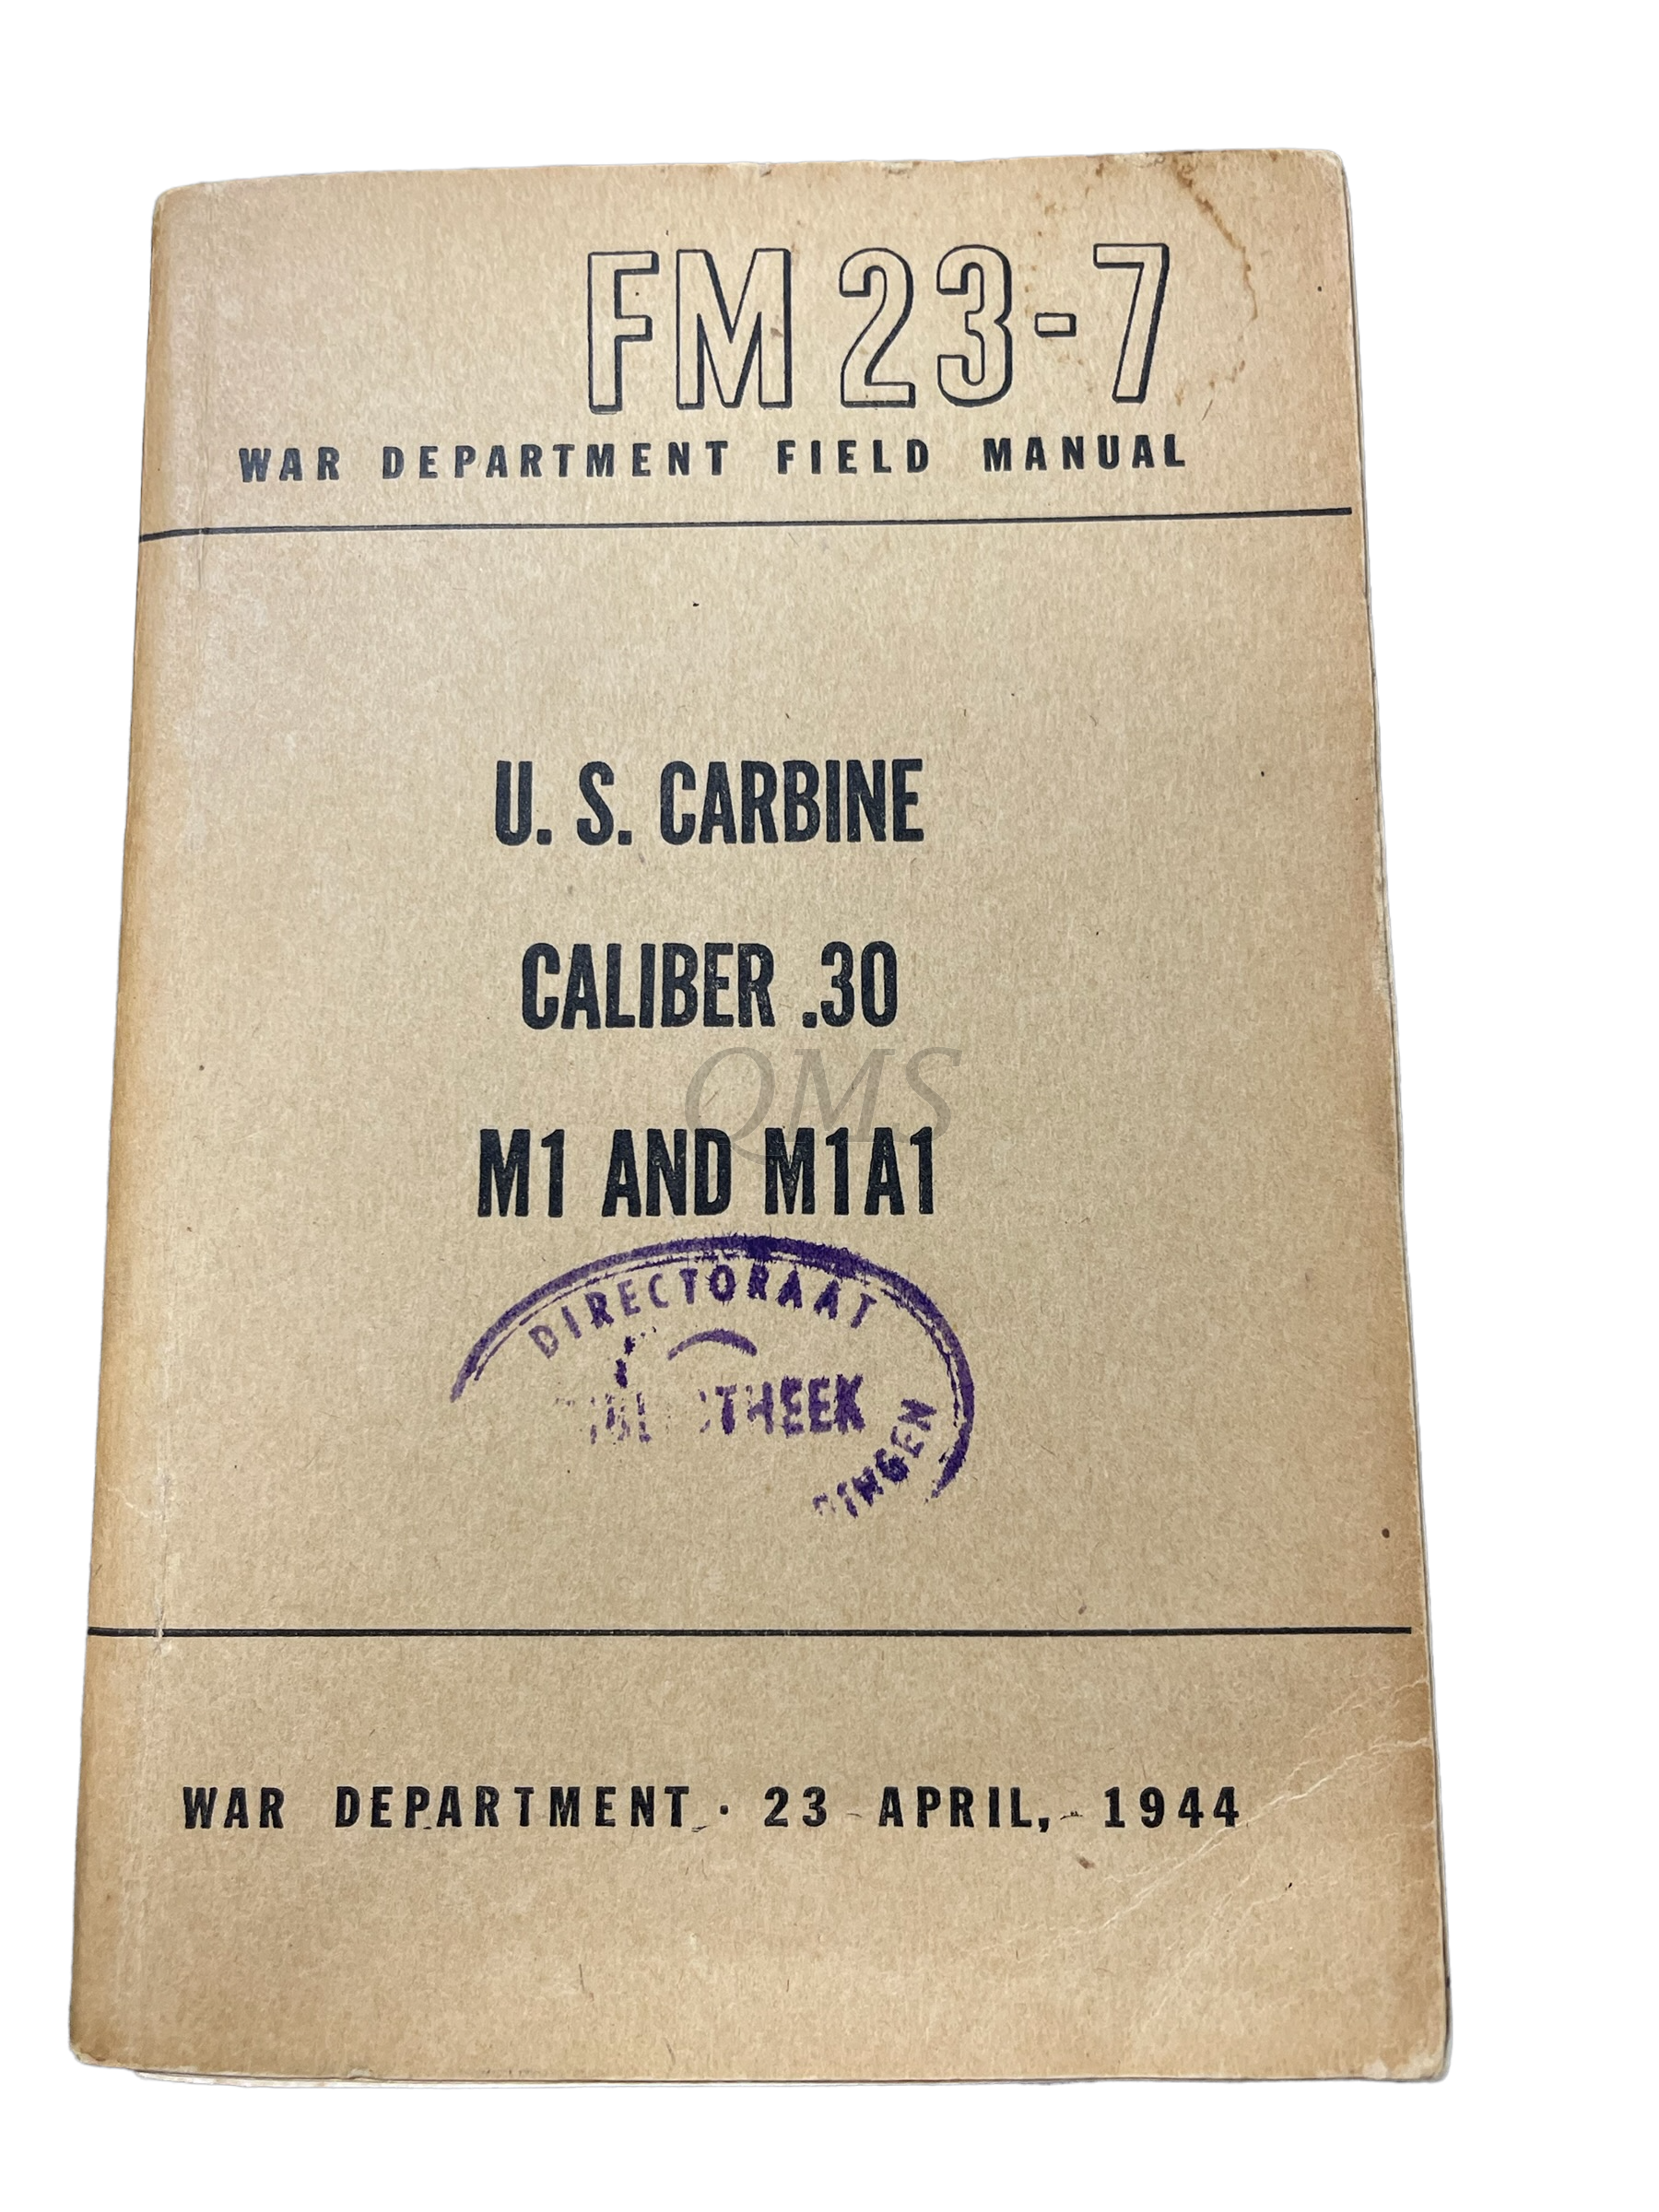 FM 23-7
WAR DEPARTMENT FIELD MANUAL
U. S. CARBINE
CALIBER .30
QMS
M1 AND M1A1
DIRECTORAAT
WAR DEPARTMENT · 23 APRIL, 1944